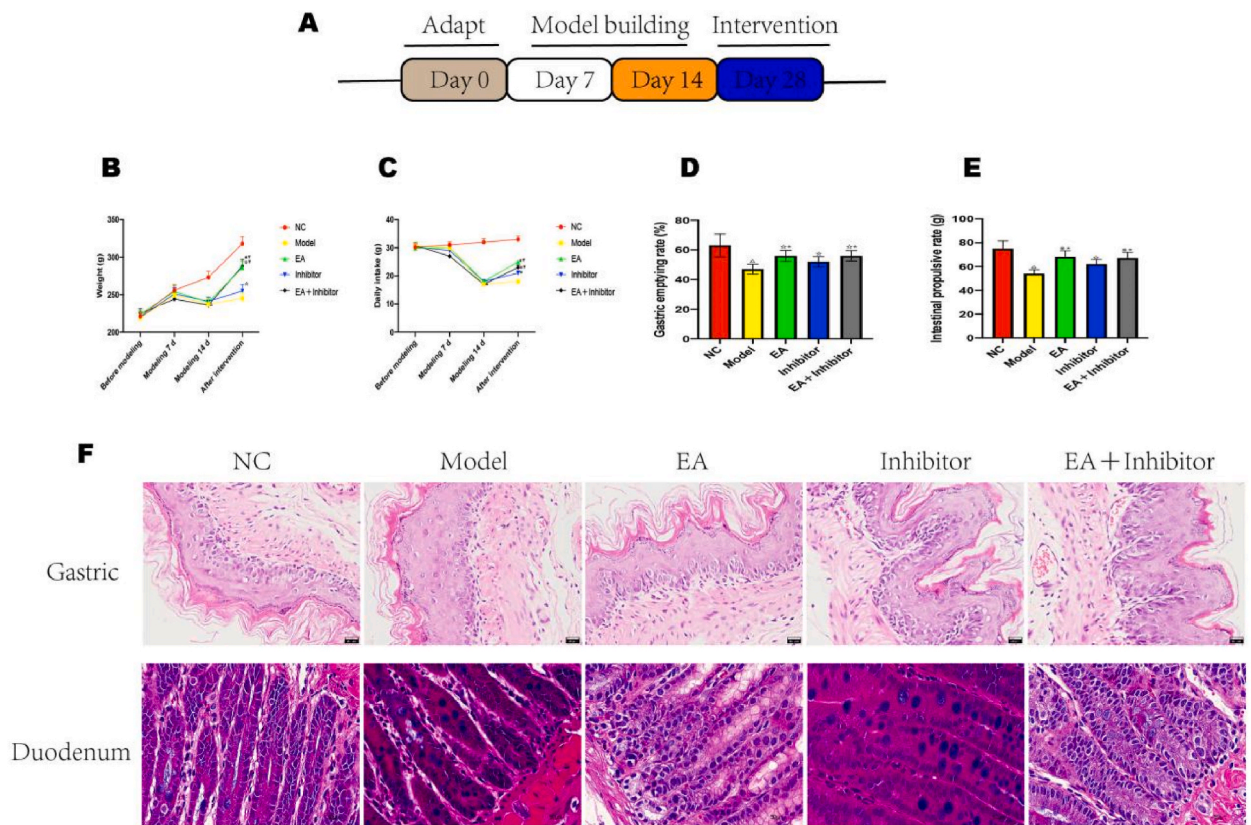 A
Adapt Model building Intervention
Day 0 Day 7 Day 14 Day 28
B
Weight (g)
350
300
250
200
Before modeling
Modeling 7 d
Modeling 14 d
After intervention
NC
Model
EA
Inhibitor
EA+Inhibitor
C
Daily intake (g)
40
30
20
10
0
Before modeling
Modeling 7 d
Modeling 14 d
After intervention
NC
Model
EA
Inhibitor
EA+Inhibitor
D
Gastric empying rate (%)
80
60
40
20
0
NC
Model
EA
Inhibitor
EA+Inhibitor
E
Intestinal propulsive rate (g)
100
80
60
40
20
0
NC
Model
EA
Inhibitor
EA+Inhibitor
F
NC Model EA Inhibitor EA+Inhibitor
Gastric
Duodenum